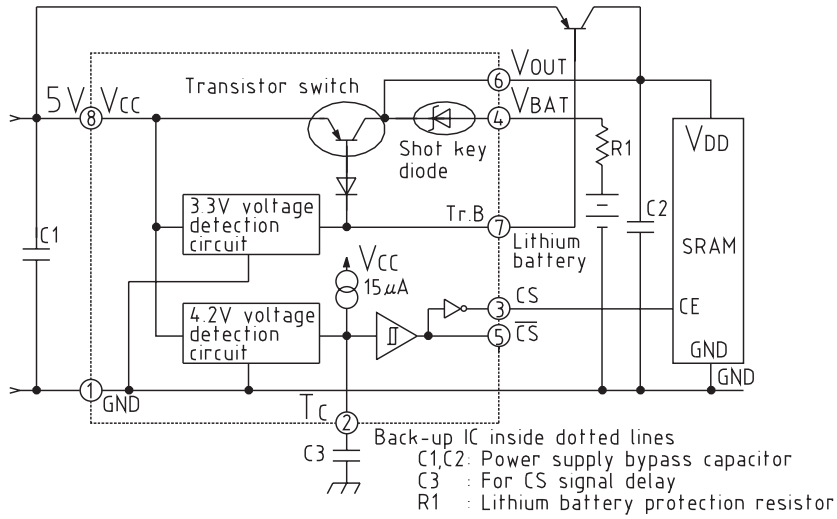 VOUT
6
Transistor switch
5V
VCC
8
VBAT
4
Shot key
diode
R1
VDD
C1
3.3V voltage
detection
circuit
Tr.B
7
Lithium
battery
C2
SRAM
VCC
15μA
4.2V voltage
detection
circuit
CS
3
CE
5
C̅S̅
GND
1
GND
GND
TC
2
C3
Back-up IC inside dotted lines
C1,C2 : Power supply bypass capacitor
C3 : For CS signal delay
R1 : Lithium battery protection resistor